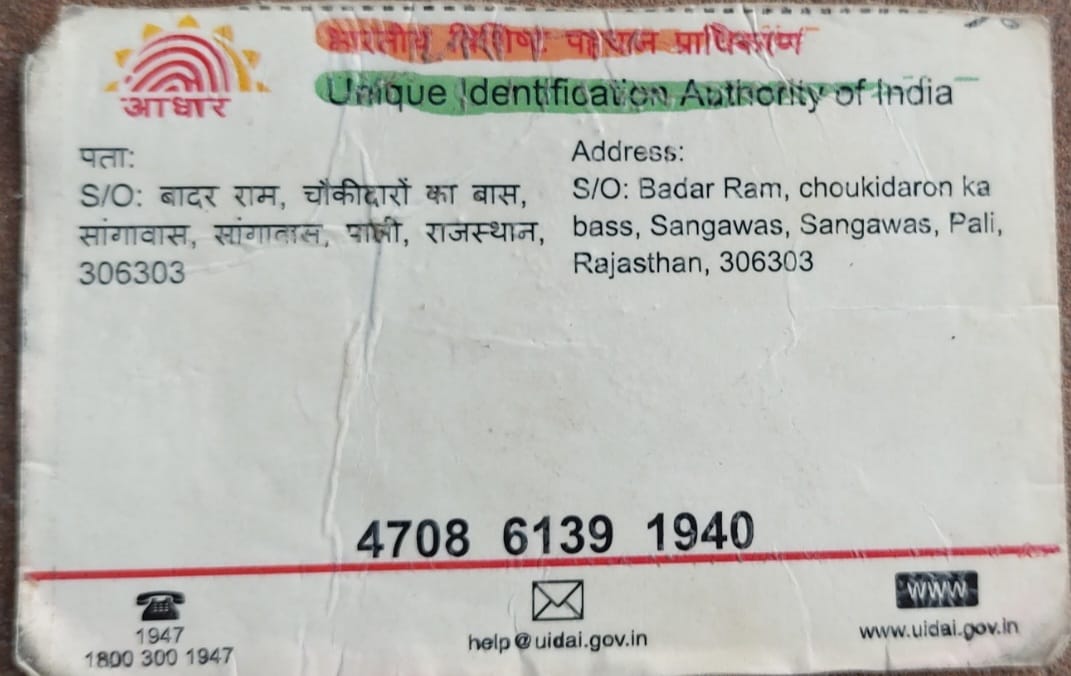 आधार
भारतीय विशिष्ट पहचान प्राधिकरण
Unique Identification Authority of India
पता:
S/O: बादर राम, चौकीदारों का बास,
सांगावास, सांगावास, पाली, राजस्थान,
306303
Address:
S/O: Badar Ram, choukidaron ka
bass, Sangawas, Sangawas, Pali,
Rajasthan, 306303
4708 6139 1940
1947
1800 300 1947
help@uidai.gov.in
www
www.uidai.gov.in